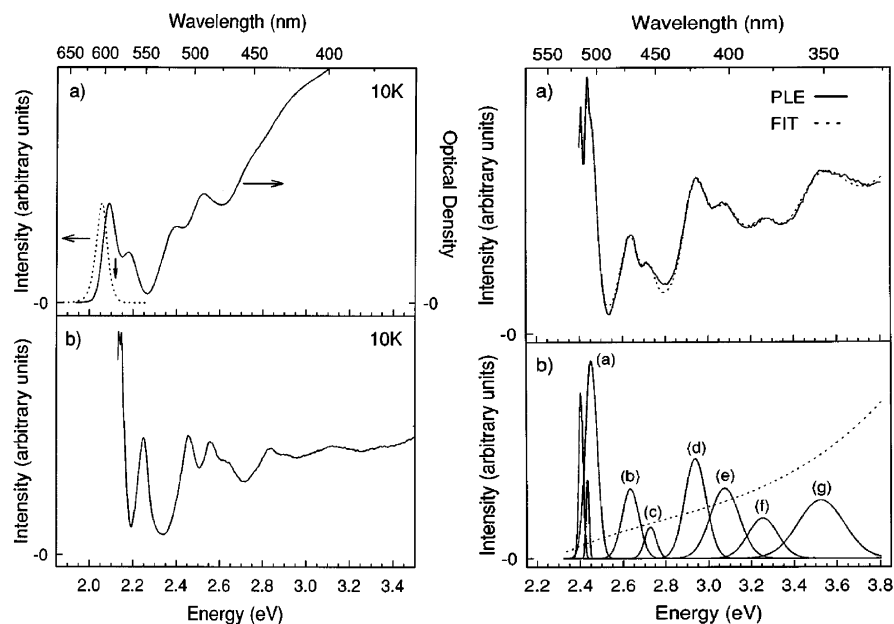 Wavelength (nm)
650 600 550 500 450 400
a)
10K
Intensity (arbitrary units)
Optical Density
-0
-0
b)
10K
Intensity (arbitrary units)
-0
2.0 2.2 2.4 2.6 2.8 3.0 3.2 3.4
Energy (eV)
Wavelength (nm)
550 500 450 400 350
a)
PLE
FIT
Intensity (arbitrary units)
-0
b)
(a)
(b)
(c)
(d)
(e)
(f)
(g)
Intensity (arbitrary units)
-0
2.2 2.4 2.6 2.8 3.0 3.2 3.4 3.6 3.8
Energy (eV)